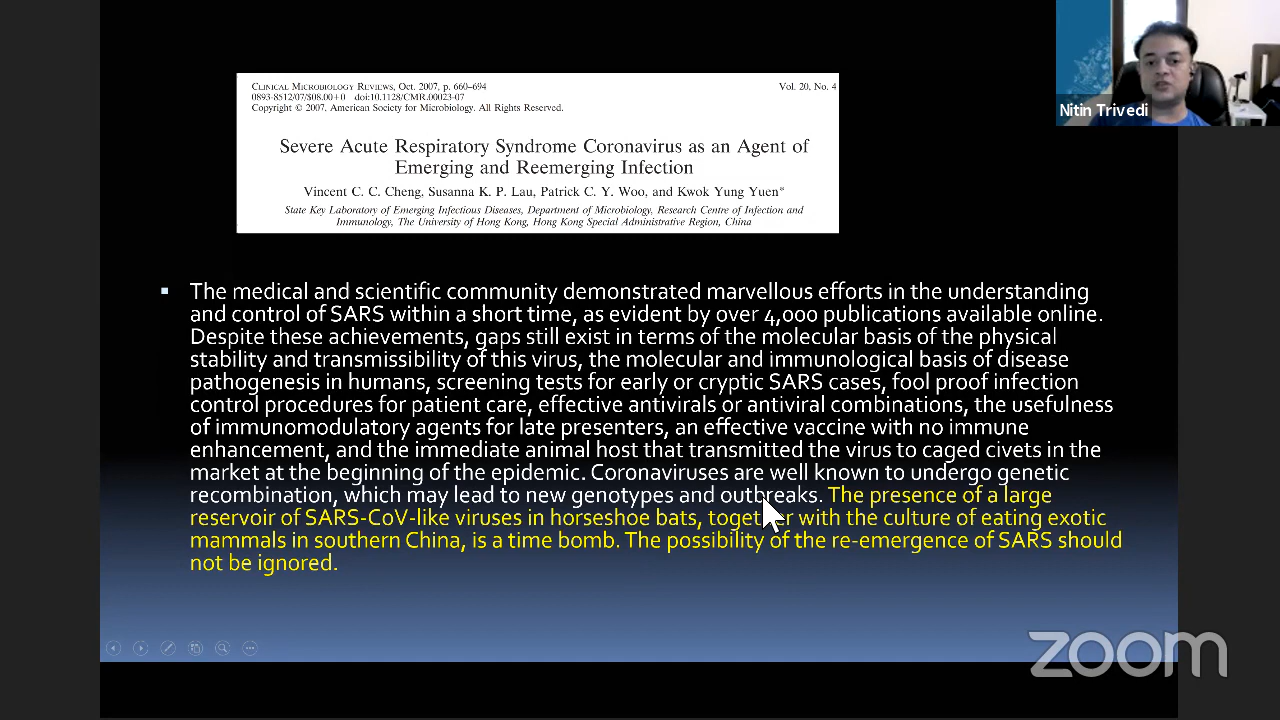 CLINICAL MICROBIOLOGY REVIEWS, Oct. 2007, p. 660–694 Vol. 20, No. 4
0893-8512/07/$08.00+0 doi:10.1128/CMR.00023-07
Copyright © 2007, American Society for Microbiology. All Rights Reserved.
Severe Acute Respiratory Syndrome Coronavirus as an Agent of
Emerging and Reemerging Infection
Vincent C. C. Cheng, Susanna K. P. Lau, Patrick C. Y. Woo, and Kwok Yung Yuen*
State Key Laboratory of Emerging Infectious Diseases, Department of Microbiology, Research Centre of Infection and
Immunology, The University of Hong Kong, Hong Kong Special Administrative Region, China
Nitin Trivedi
The medical and scientific community demonstrated marvellous efforts in the understanding
and control of SARS within a short time, as evident by over 4,000 publications available online.
Despite these achievements, gaps still exist in terms of the molecular basis of the physical
stability and transmissibility of this virus, the molecular and immunological basis of disease
pathogenesis in humans, screening tests for early or cryptic SARS cases, fool proof infection
control procedures for patient care, effective antivirals or antiviral combinations, the usefulness
of immunomodulatory agents for late presenters, an effective vaccine with no immune
enhancement, and the immediate animal host that transmitted the virus to caged civets in the
market at the beginning of the epidemic. Coronaviruses are well known to undergo genetic
recombination, which may lead to new genotypes and outbreaks. The presence of a large
reservoir of SARS-CoV-like viruses in horseshoe bats, together with the culture of eating exotic
mammals in southern China, is a time bomb. The possibility of the re-emergence of SARS should
not be ignored.
zoom